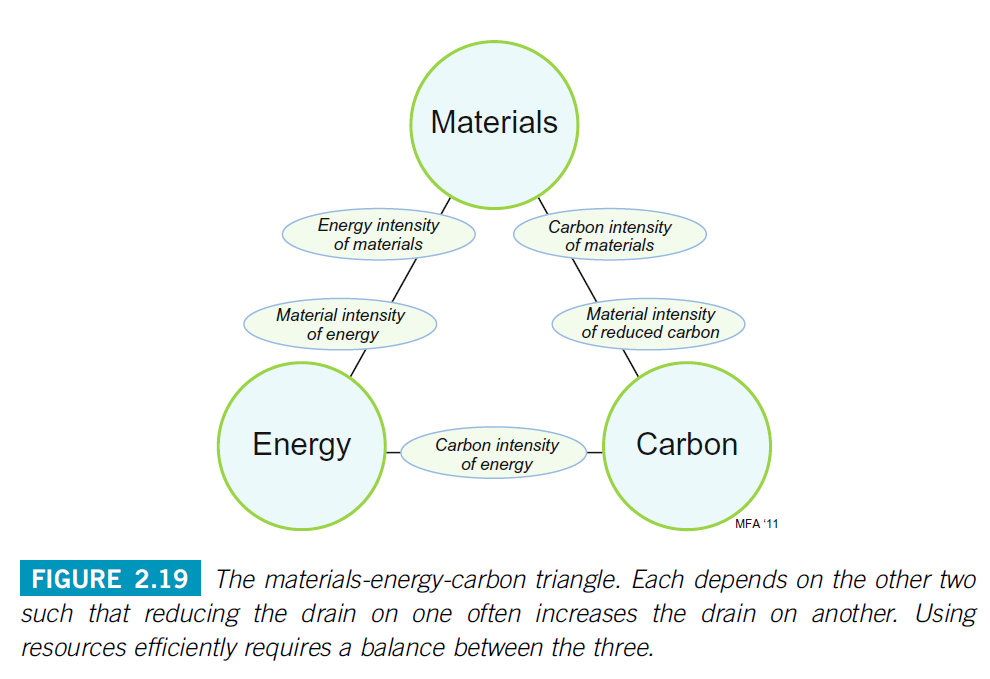 Materials
Energy intensity
of materials
Carbon intensity
of materials
Material intensity
of energy
Material intensity
of reduced carbon
Energy
Carbon intensity
of energy
Carbon
MFA ‘11
FIGURE 2.19 The materials-energy-carbon triangle. Each depends on the other two
such that reducing the drain on one often increases the drain on another. Using
resources efficiently requires a balance between the three.